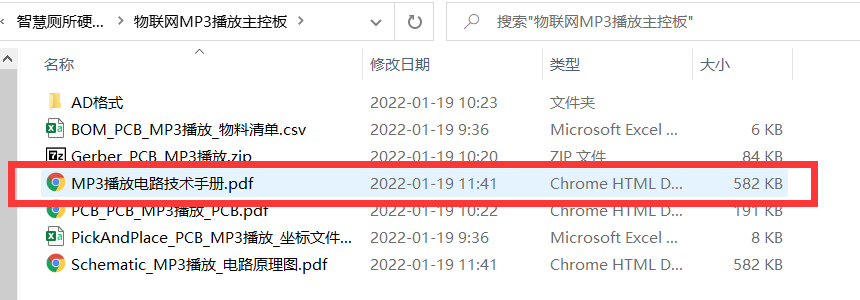 智慧厕所硬... 物联网MP3播放主控板 搜索"物联网MP3播放主控板"
名称 修改日期 类型 大小
AD格式 2022-01-19 10:23 文件夹
BOM_PCB_MP3播放_物料清单.csv 2022-01-19 9:36 Microsoft Excel ... 6 KB
Gerber_PCB_MP3播放.zip 2022-01-19 10:20 ZIP 文件 84 KB
MP3播放电路技术手册.pdf 2022-01-19 11:41 Chrome HTML D... 582 KB
PCB_PCB_MP3播放_PCB.pdf 2022-01-19 10:22 Chrome HTML D... 191 KB
PickAndPlace_PCB_MP3播放_坐标文件... 2022-01-19 9:36 Microsoft Excel ... 8 KB
Schematic_MP3播放_电路原理图.pdf 2022-01-19 11:41 Chrome HTML D... 582 KB